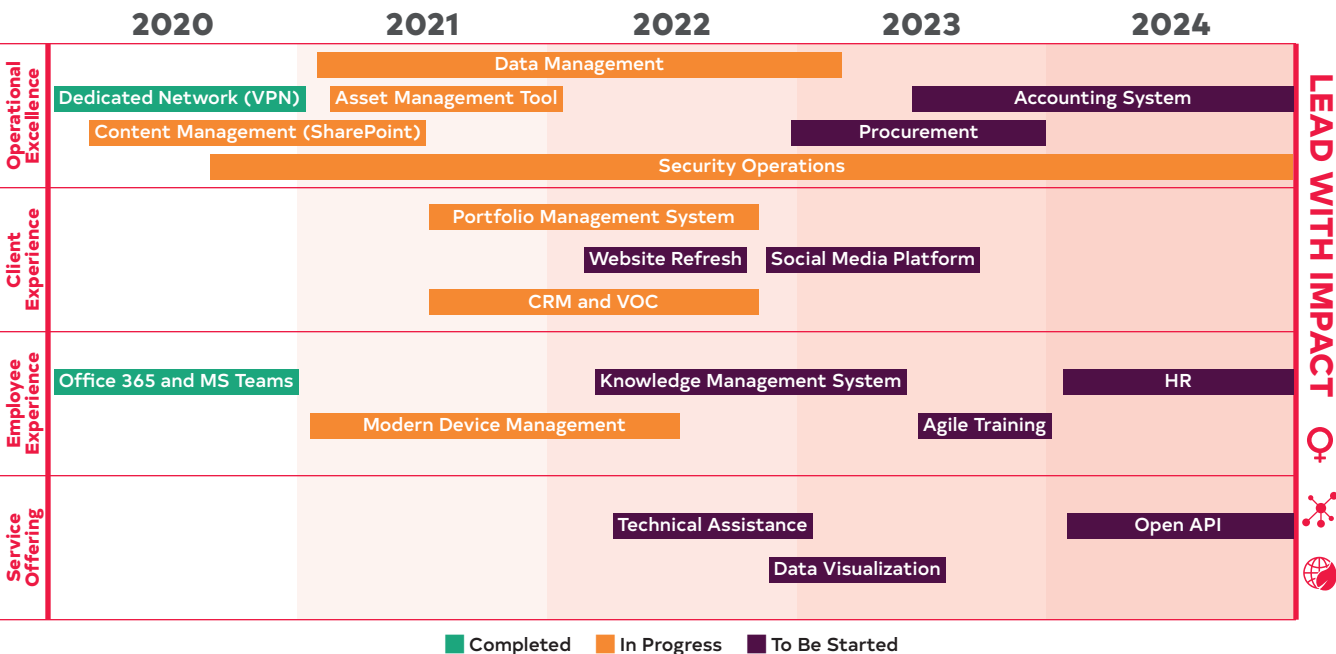 2020 2021 2022 2023 2024
Operational
Excellence
Data Management
Dedicated Network (VPN) Asset Management Tool Accounting System
Content Management (SharePoint) Procurement
Security Operations
Client
Experience
Portfolio Management System
Website Refresh Social Media Platform
CRM and VOC
Employee
Experience
Office 365 and MS Teams Knowledge Management System HR
Modern Device Management Agile Training
Service
Offering
Technical Assistance Open API
Data Visualization
LEAD WITH IMPACT
Completed In Progress To Be Started